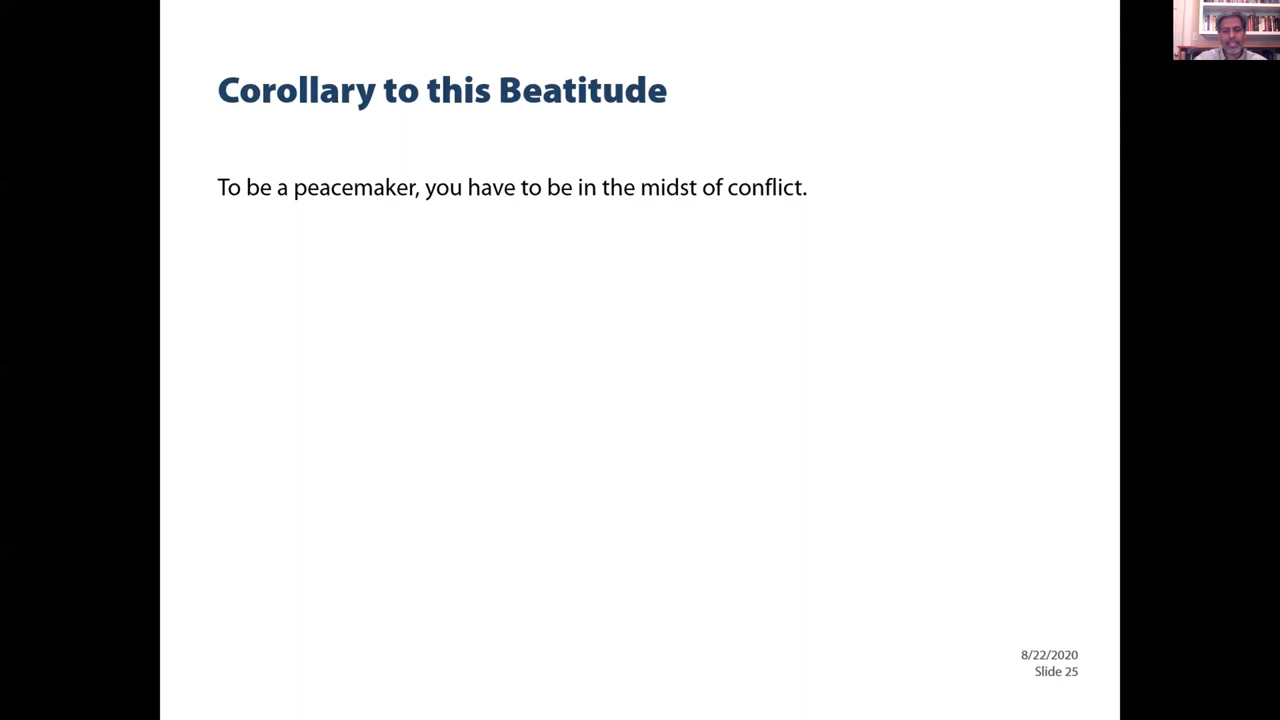 Corollary to this Beatitude
To be a peacemaker, you have to be in the midst of conflict.
8/22/2020
Slide 25